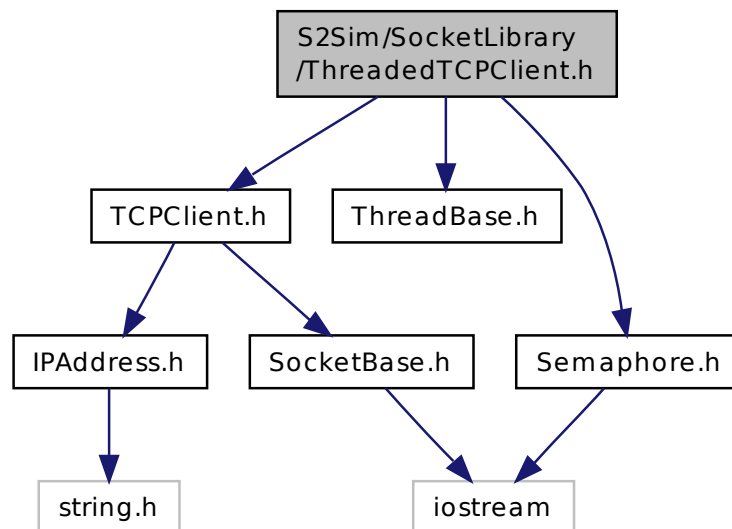 S2Sim/SocketLibrary
/ThreadedTCPClient.h
TCPClient.h
ThreadBase.h
IPAddress.h
SocketBase.h
Semaphore.h
string.h
iostream